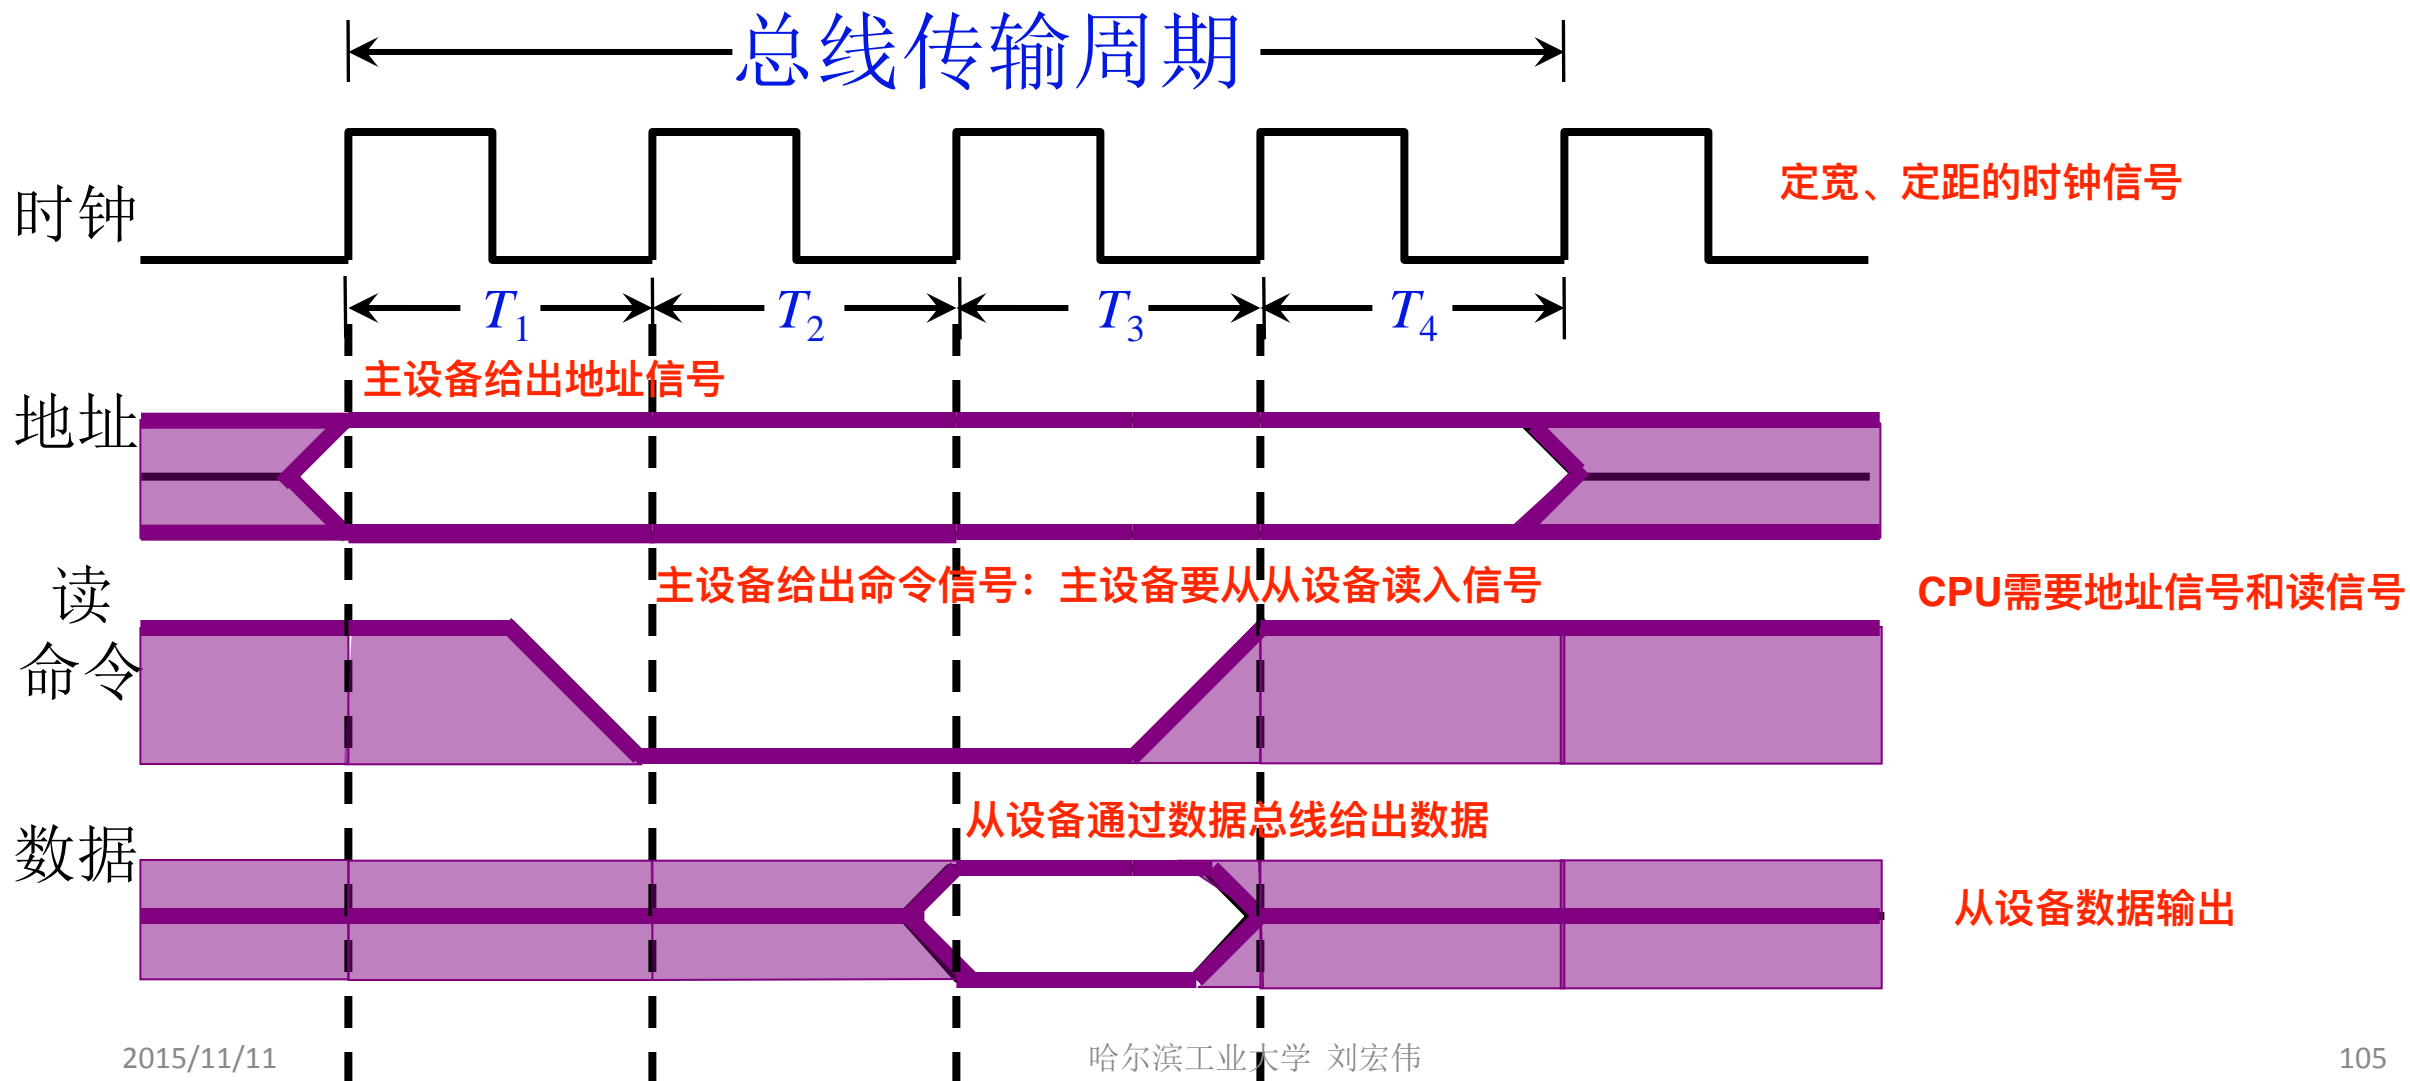 总线传输周期
时钟
定宽、定距的时钟信号
T1 T2 T3 T4
主设备给出地址信号
地址
主设备给出命令信号：主设备要从从设备读入信号
读
命令
CPU需要地址信号和读信号
从设备通过数据总线给出数据
数据
从设备数据输出
2015/11/11 哈尔滨工业大学 刘宏伟 105